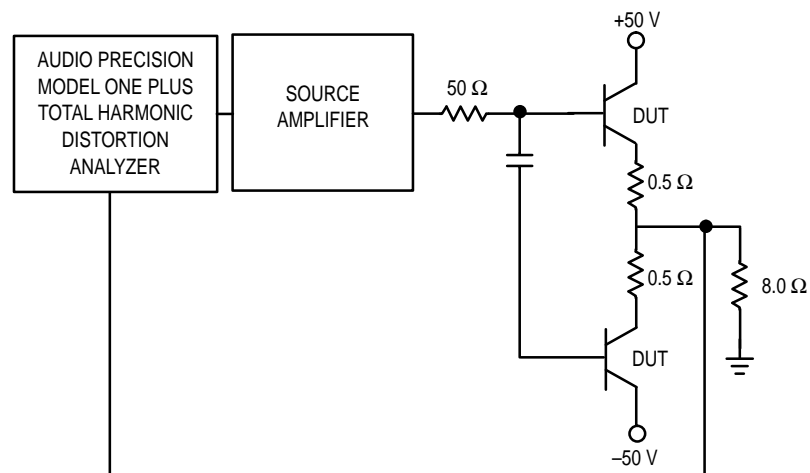 AUDIO PRECISION
MODEL ONE PLUS
TOTAL HARMONIC
DISTORTION
ANALYZER
SOURCE
AMPLIFIER
50 Ω
+50 V
DUT
0.5 Ω
0.5 Ω
8.0 Ω
DUT
–50 V